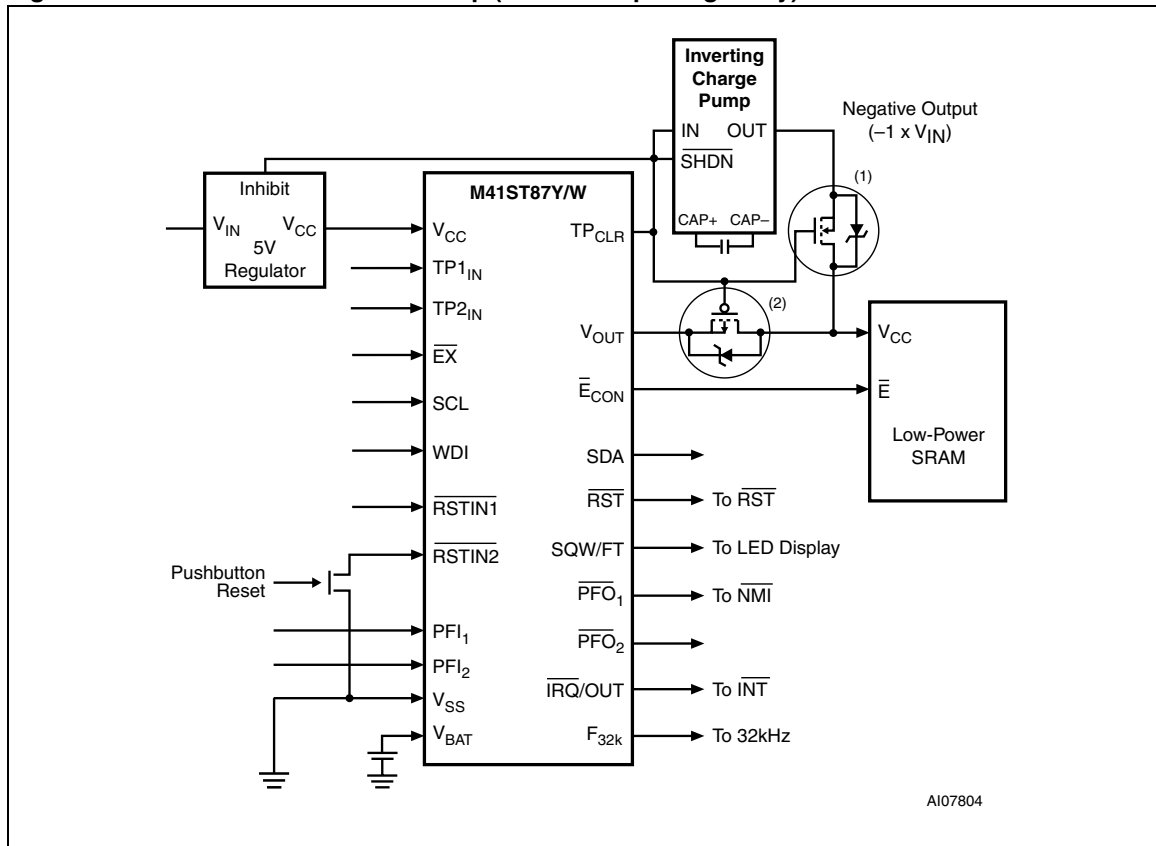 Inverting
Charge
Pump
Negative Output
(–1 x VIN)
IN OUT
SHDN
(1)
Inhibit
M41ST87Y/W
CAP+ CAP–
VIN VCC
5V
Regulator
VCC
TPCLR
TP1IN
(2)
TP2IN
VOUT
VCC
EX
ECON
E
SCL
Low-Power
SRAM
WDI
SDA
RSTIN1
RST
To RST
RSTIN2
SQW/FT
To LED Display
Pushbutton
Reset
PFO1
To NMI
PFI1
PFO2
PFI2
IRQ/OUT
To INT
VSS
VBAT
F32k
To 32kHz
AI07804